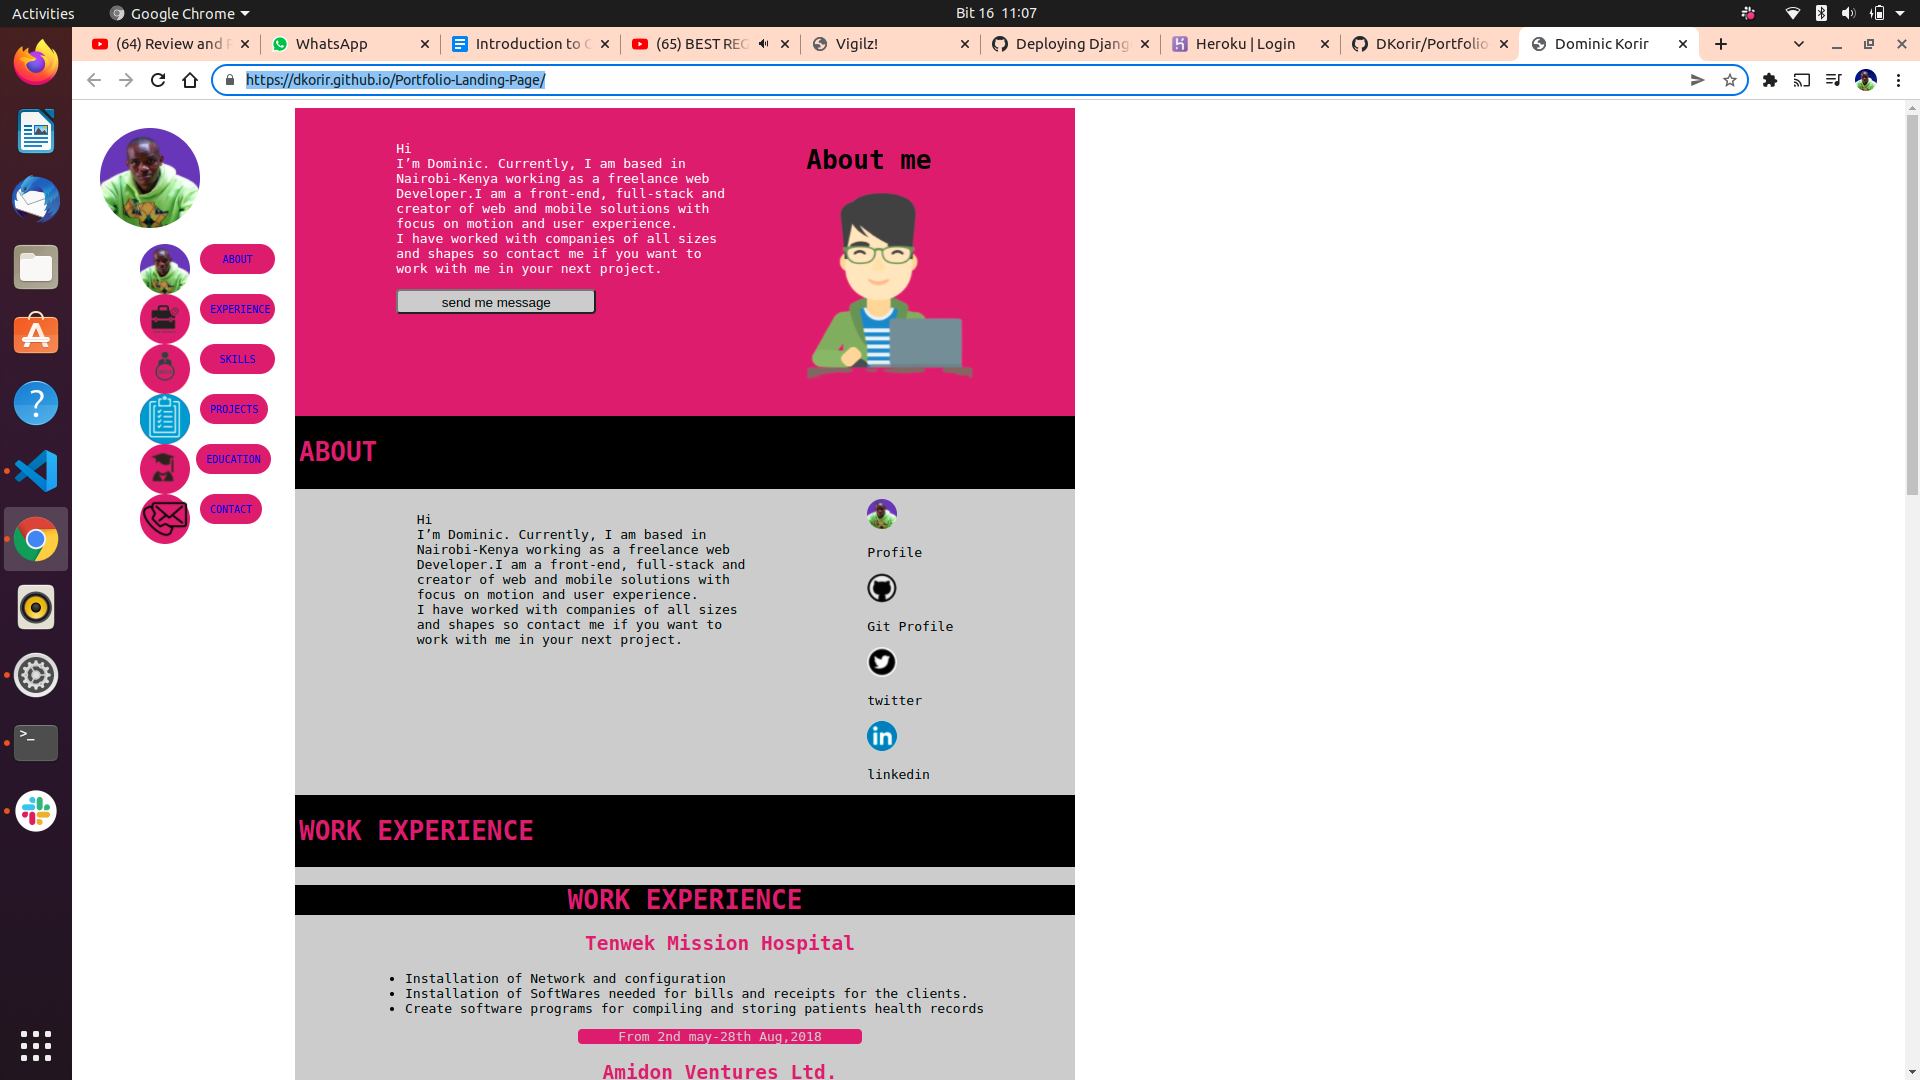 Activities
Google Chrome
Bit 16 11:07
(64) Review and
WhatsApp
Introduction to
(65) BEST REG
Vigilz!
Deploying Djang
Heroku | Login
DKorir/Portfolio
Dominic Korir
https://dkorir.github.io/Portfolio-Landing-Page/
ABOUT
EXPERIENCE
SKILLS
PROJECTS
EDUCATION
CONTACT
Hi
I’m Dominic. Currently, I am based in
Nairobi-Kenya working as a freelance web
Developer.I am a front-end, full-stack and
creator of web and mobile solutions with
focus on motion and user experience.
I have worked with companies of all sizes
and shapes so contact me if you want to
work with me in your next project.
send me message
About me
ABOUT
Hi
I’m Dominic. Currently, I am based in
Nairobi-Kenya working as a freelance web
Developer.I am a front-end, full-stack and
creator of web and mobile solutions with
focus on motion and user experience.
I have worked with companies of all sizes
and shapes so contact me if you want to
work with me in your next project.
Profile
Git Profile
twitter
linkedin
WORK EXPERIENCE
WORK EXPERIENCE
Tenwek Mission Hospital
• Installation of Network and configuration
• Installation of SoftWares needed for bills and receipts for the clients.
• Create software programs for compiling and storing patients health records
From 2nd may-28th Aug,2018
Amidon Ventures Ltd.